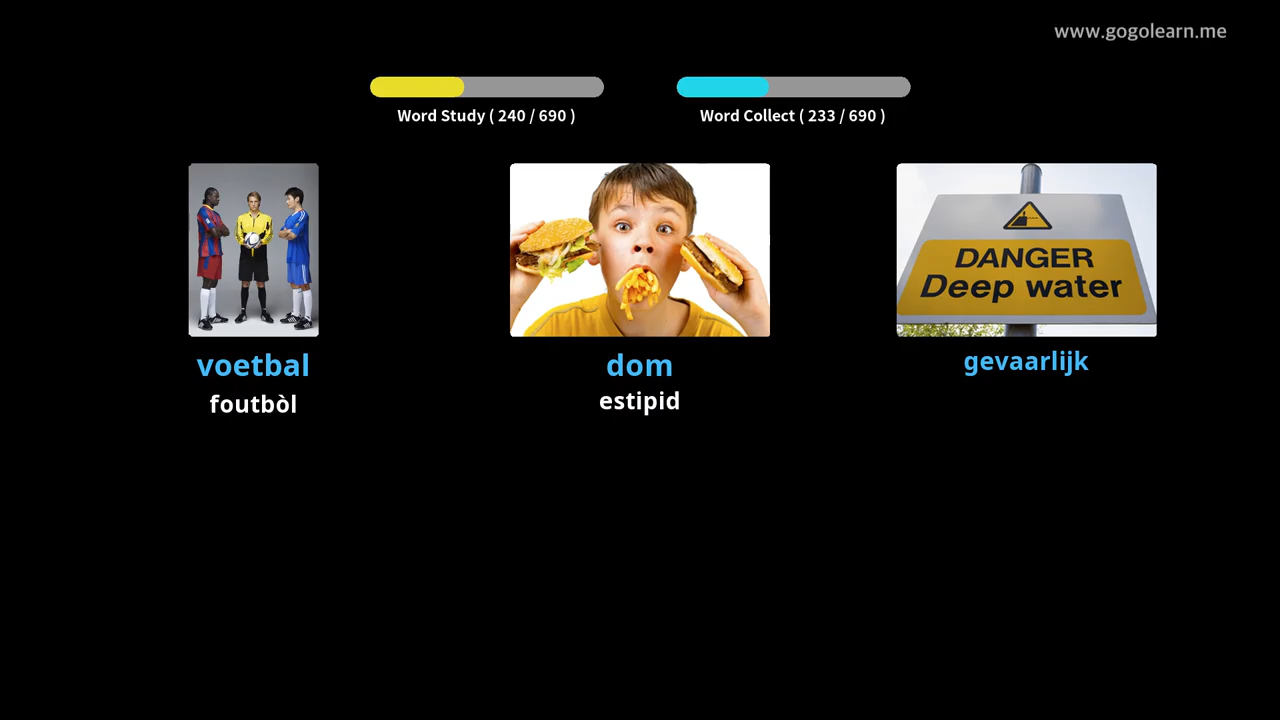 www.gogolearn.me
Word Study ( 240 / 690 )
Word Collect ( 233 / 690 )
DANGER
Deep water
voetbal
foutbòl
dom
estipid
gevaarlijk